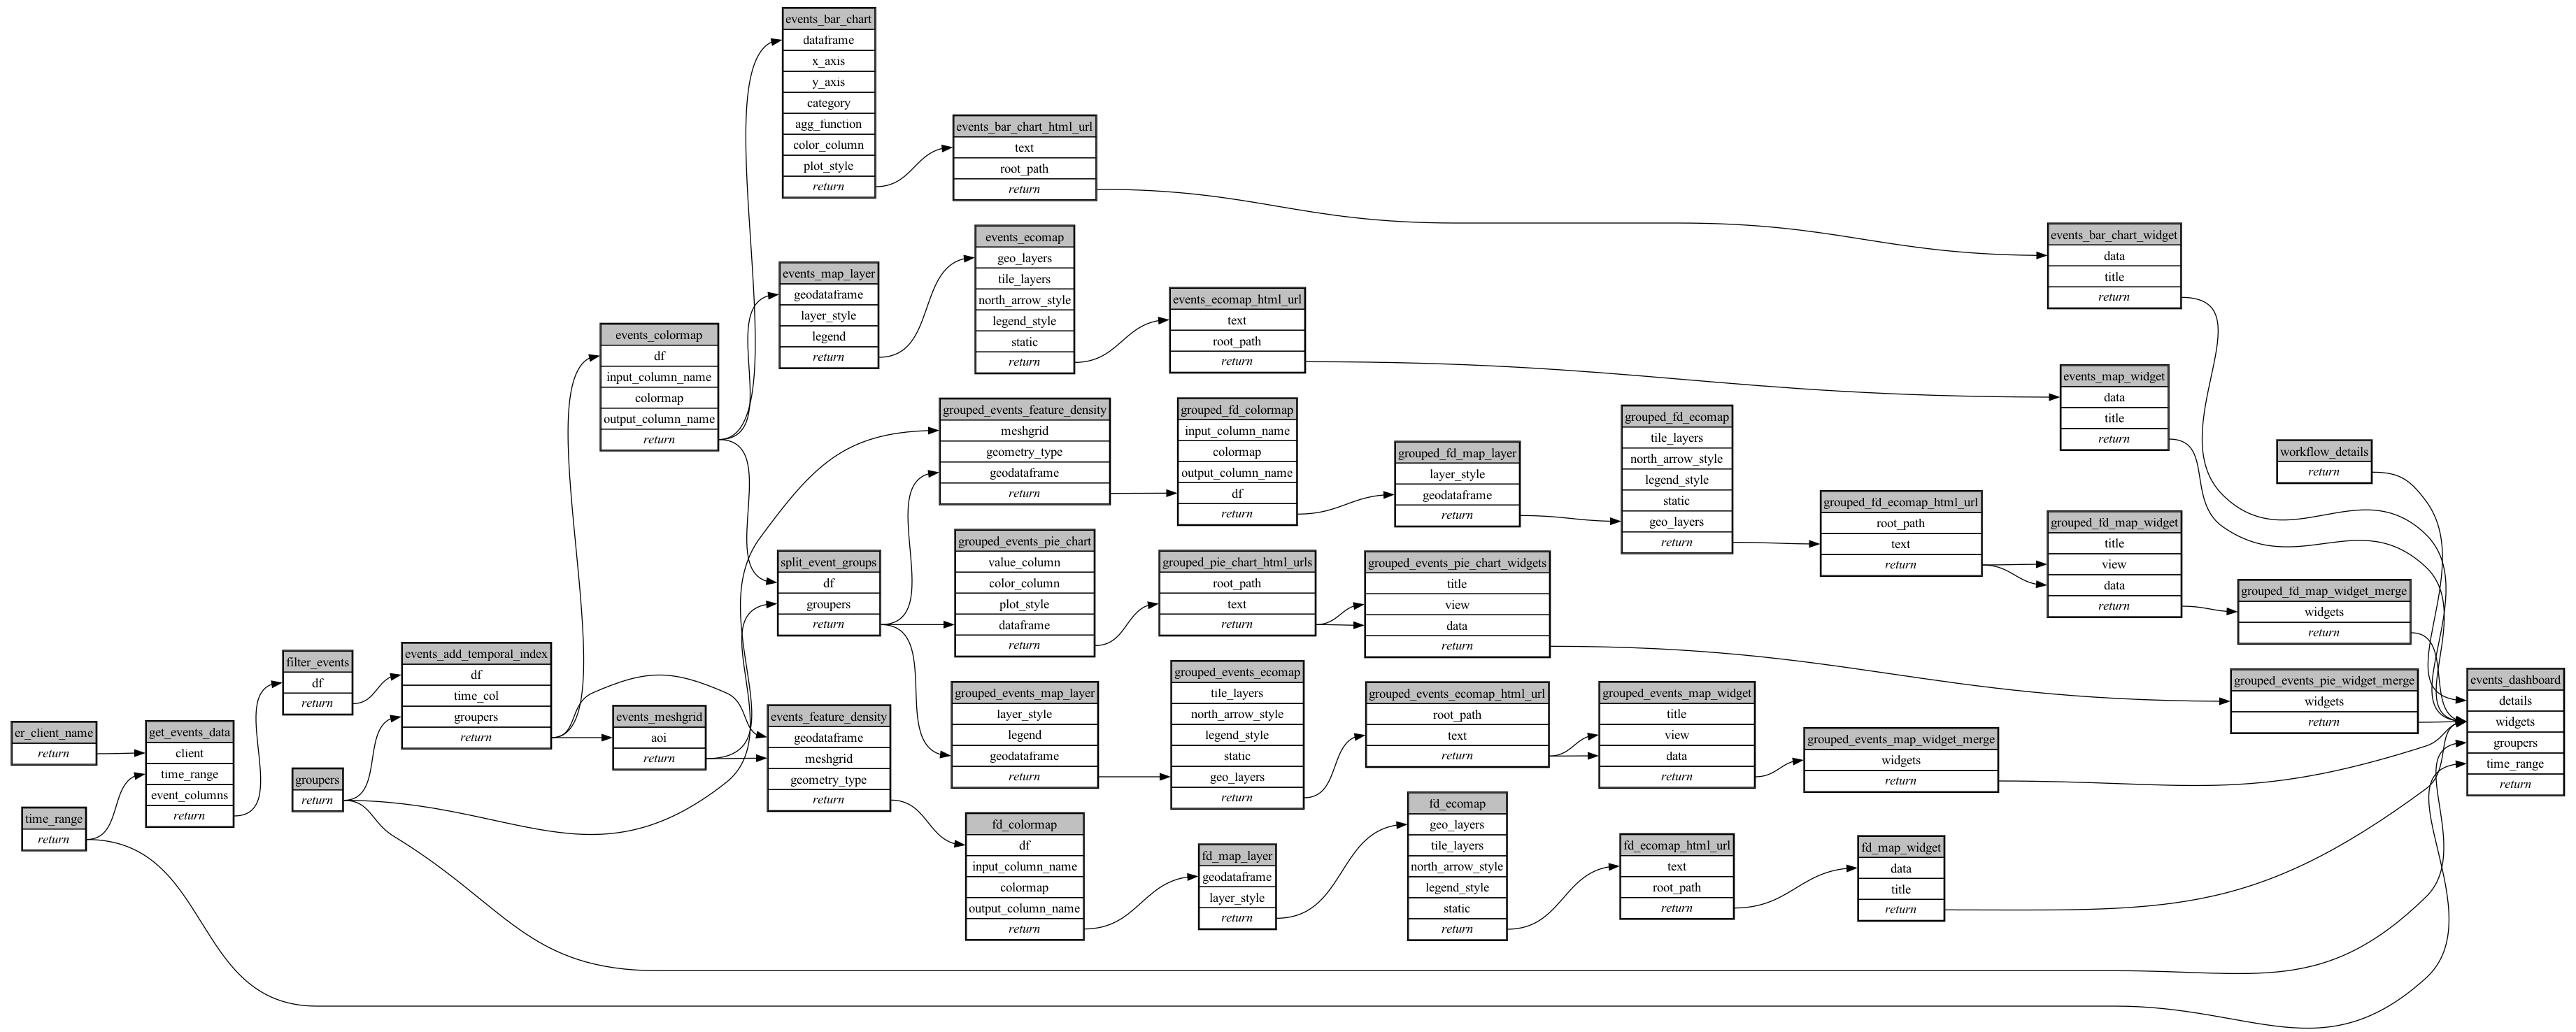 events_bar_chart
dataframe
x_axis
y_axis
category
agg_function
color_column
plot_style
return
events_bar_chart_html_url
text
root_path
return
events_bar_chart_widget
data
title
return
events_ecomap
geo_layers
tile_layers
north_arrow_style
legend_style
static
return
events_map_layer
geodataframe
layer_style
legend
return
events_ecomap_html_url
text
root_path
return
events_map_widget
data
title
return
events_colormap
df
input_column_name
colormap
output_column_name
return
grouped_events_feature_density
meshgrid
geometry_type
geodataframe
return
grouped_fd_colormap
input_column_name
colormap
output_column_name
df
return
grouped_fd_map_layer
layer_style
geodataframe
return
grouped_fd_ecomap
tile_layers
north_arrow_style
legend_style
static
geo_layers
return
grouped_fd_ecomap_html_url
root_path
text
return
grouped_fd_map_widget
title
view
data
return
workflow_details
return
grouped_fd_map_widget_merge
widgets
return
split_event_groups
df
groupers
return
grouped_events_pie_chart
value_column
color_column
plot_style
dataframe
return
grouped_pie_chart_html_urls
root_path
text
return
grouped_events_pie_chart_widgets
title
view
data
return
grouped_events_pie_widget_merge
widgets
return
events_dashboard
details
widgets
groupers
time_range
return
er_client_name
return
time_range
return
get_events_data
client
time_range
event_columns
return
filter_events
df
return
groupers
return
events_add_temporal_index
df
time_col
groupers
return
events_meshgrid
aoi
return
events_feature_density
geodataframe
meshgrid
geometry_type
return
grouped_events_map_layer
layer_style
legend
geodataframe
return
grouped_events_ecomap
tile_layers
north_arrow_style
legend_style
static
geo_layers
return
grouped_events_ecomap_html_url
root_path
text
return
grouped_events_map_widget
title
view
data
return
grouped_events_map_widget_merge
widgets
return
fd_colormap
df
input_column_name
colormap
output_column_name
return
fd_map_layer
geodataframe
layer_style
return
fd_ecomap
geo_layers
tile_layers
north_arrow_style
legend_style
static
return
fd_ecomap_html_url
text
root_path
return
fd_map_widget
data
title
return